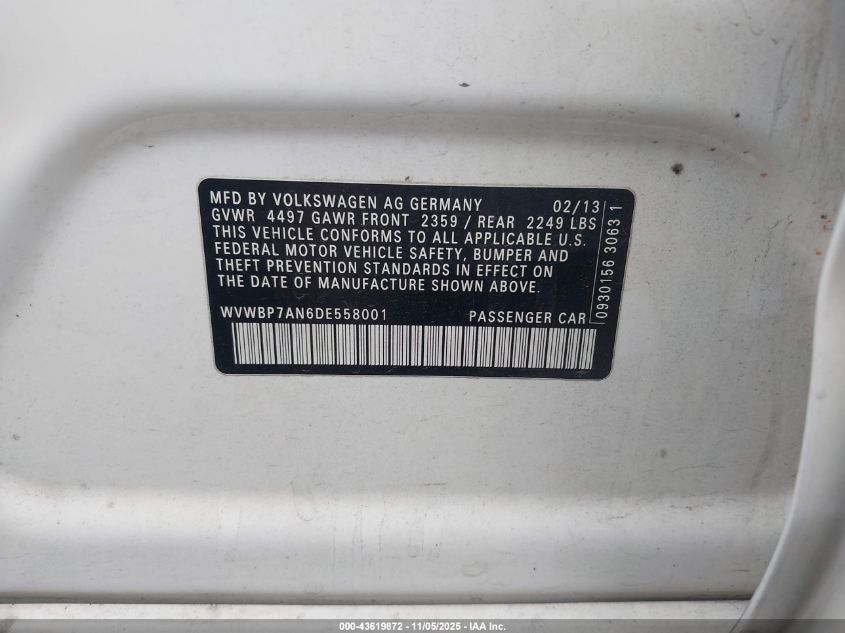 MFD BY VOLKSWAGEN AG GERMANY 02/13
GVWR 4497 GAWR FRONT 2359 / REAR 2249 LBS
THIS VEHICLE CONFORMS TO ALL APPLICABLE U.S.
FEDERAL MOTOR VEHICLE SAFETY, BUMPER AND
THEFT PREVENTION STANDARDS IN EFFECT ON
THE DATE OF MANUFACTURE SHOWN ABOVE.
WVWBP7AN6DE558001 PASSENGER CAR
0930156 30631
000-43619872 - 11/05/2025 - IAA Inc.